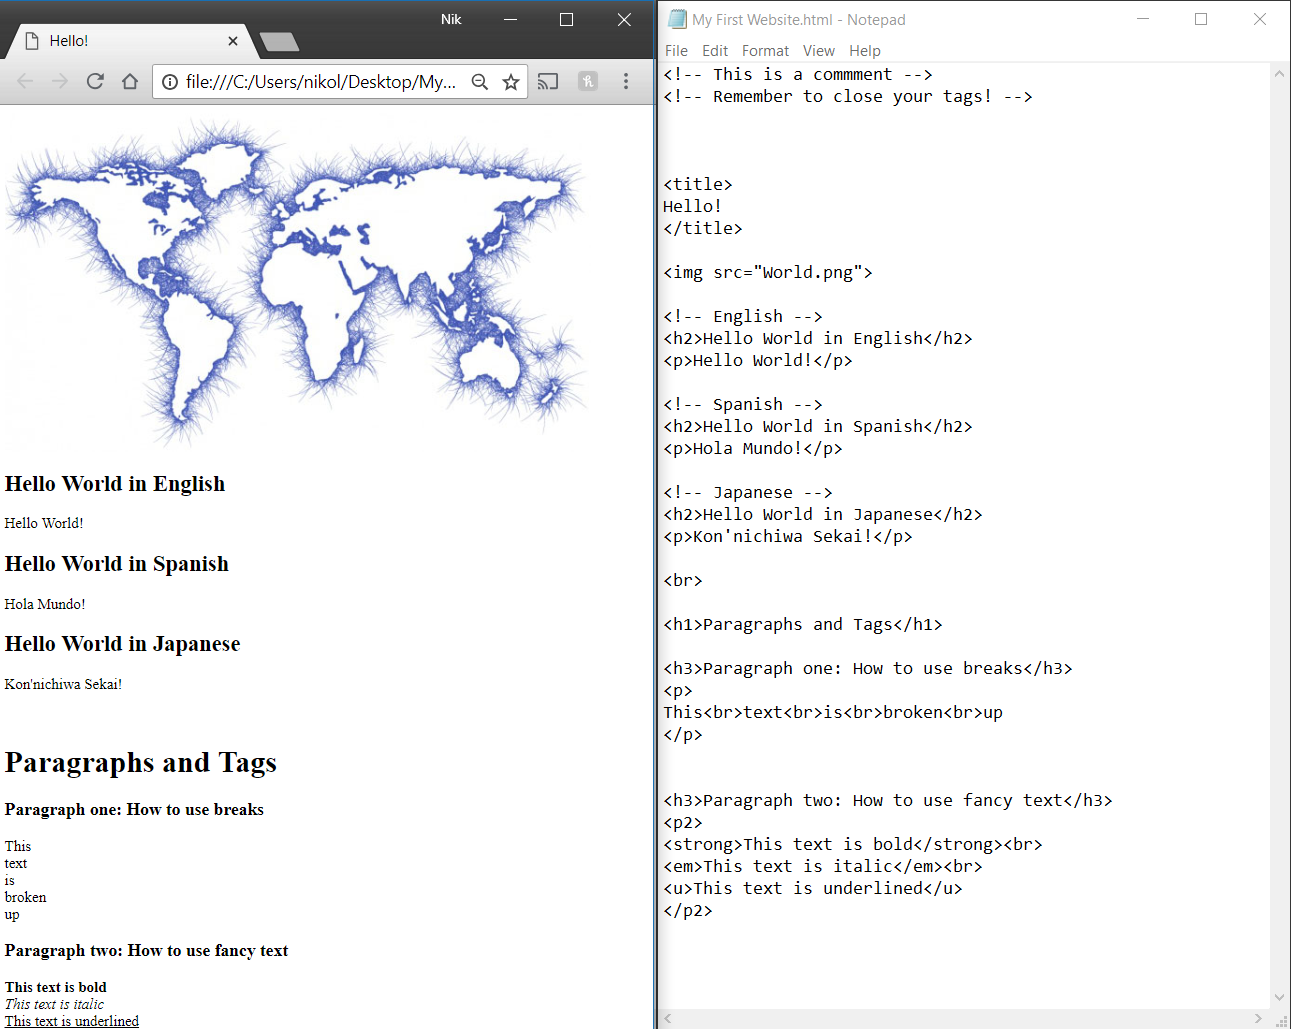 Nik
Hello!
file:///C:/Users/nikol/Desktop/My...
Hello World in English
Hello World!
Hello World in Spanish
Hola Mundo!
Hello World in Japanese
Kon'nichiwa Sekai!
Paragraphs and Tags
Paragraph one: How to use breaks
This
text
is
broken
up
Paragraph two: How to use fancy text
This text is bold
This text is italic
This text is underlined
My First Website.html - Notepad
File Edit Format View Help
<!-- This is a commment -->
<!-- Remember to close your tags! -->
<title>
Hello!
</title>
<img src="World.png">
<!-- English -->
<h2>Hello World in English</h2>
<p>Hello World!</p>
<!-- Spanish -->
<h2>Hello World in Spanish</h2>
<p>Hola Mundo!</p>
<!-- Japanese -->
<h2>Hello World in Japanese</h2>
<p>Kon'nichiwa Sekai!</p>
<br>
<h1>Paragraphs and Tags</h1>
<h3>Paragraph one: How to use breaks</h3>
<p>
This<br>text<br>is<br>broken<br>up
</p>
<h3>Paragraph two: How to use fancy text</h3>
<p2>
<strong>This text is bold</strong><br>
<em>This text is italic</em><br>
<u>This text is underlined</u>
</p2>